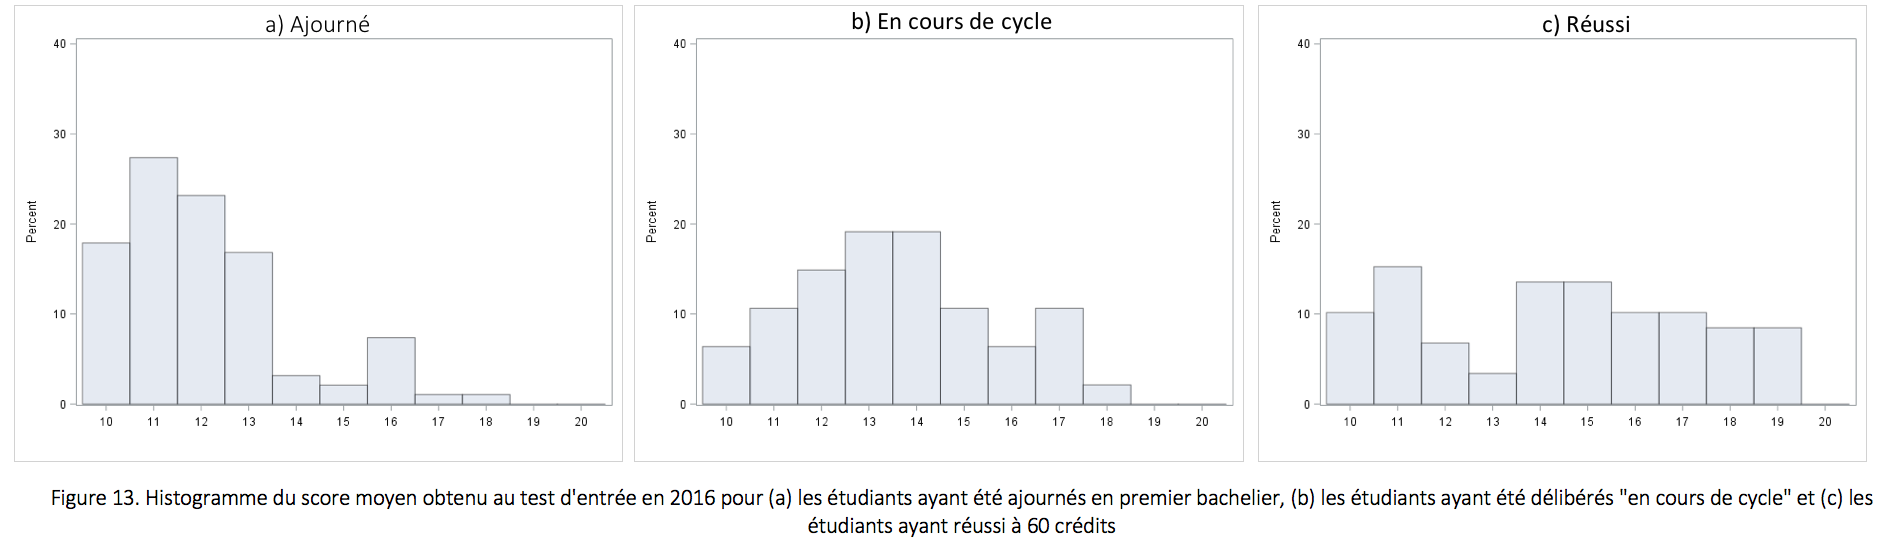 a) Ajourné
40
30
20
10
0
Percent
10 11 12 13 14 15 16 17 18 19 20
b) En cours de cycle
40
30
20
10
0
Percent
10 11 12 13 14 15 16 17 18 19 20
c) Réussi
40
30
20
10
0
Percent
10 11 12 13 14 15 16 17 18 19 20
Figure 13. Histogramme du score moyen obtenu au test d'entrée en 2016 pour (a) les étudiants ayant été ajournés en premier bachelier, (b) les étudiants ayant été délibérés "en cours de cycle" et (c) les
étudiants ayant réussi à 60 crédits